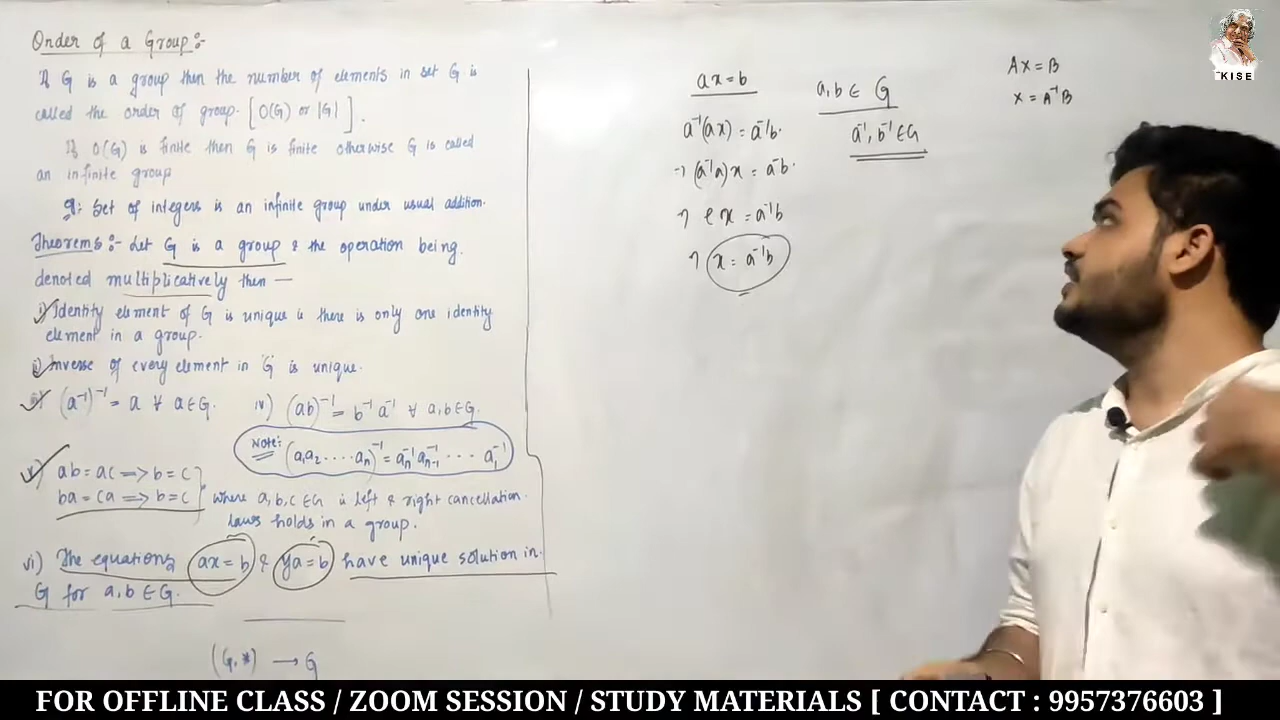 Order of a Group:-
If G is a group then the number of elements in set G is
called the order of group. [O(G) or |G|].
If O(G) is finite then G is finite otherwise G is called
an infinite group
eg: Set of integers is an infinite group under usual addition.
Theorems:- Let G is a group & the operation being
denoted multiplicatively then —
i) Identity element of G is unique i.e there is only one identity
element in a group.
ii) Inverse of every element in G is unique.
iii) (a⁻¹)⁻¹ = a ∀ a∈G. iv) (ab)⁻¹ = b⁻¹ a⁻¹ ∀ a,b∈G.
Note: (a₁a₂ ..... aₙ)⁻¹ = aₙ⁻¹ aₙ₋₁⁻¹ .... a₁⁻¹
v) ab = ac ⟹ b = c
ba = ca ⟹ b = c } where a,b,c ∈ G ie left & right cancellation
laws holds in a group.
vi) The equations ax = b & ya = b have unique solution in
G for a,b ∈ G.
(G,*) → G
ax = b
a⁻¹(ax) = a⁻¹b.
⇒ (a⁻¹a)x = a⁻¹b.
⇒ ex = a⁻¹b
⇒ x = a⁻¹b
a,b ∈ G
a⁻¹, b⁻¹ ∈ G
AX = B
X = A⁻¹B
KISE
FOR OFFLINE CLASS / ZOOM SESSION / STUDY MATERIALS [ CONTACT : 9957376603 ]